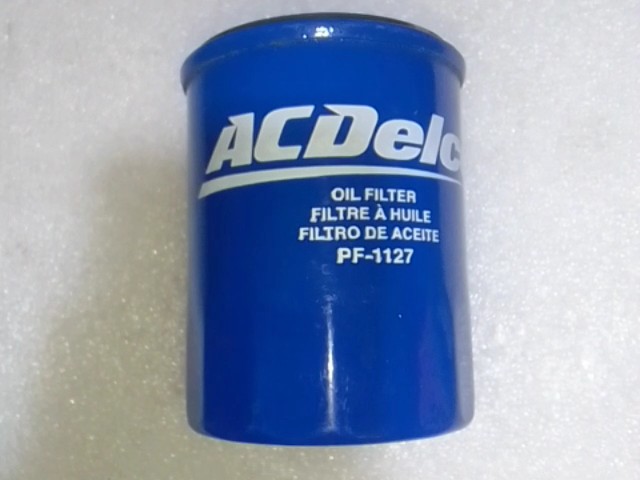 ACDelc
OIL FILTER
FILTRE À HUILE
FILTRO DE ACEITE
PF-1127